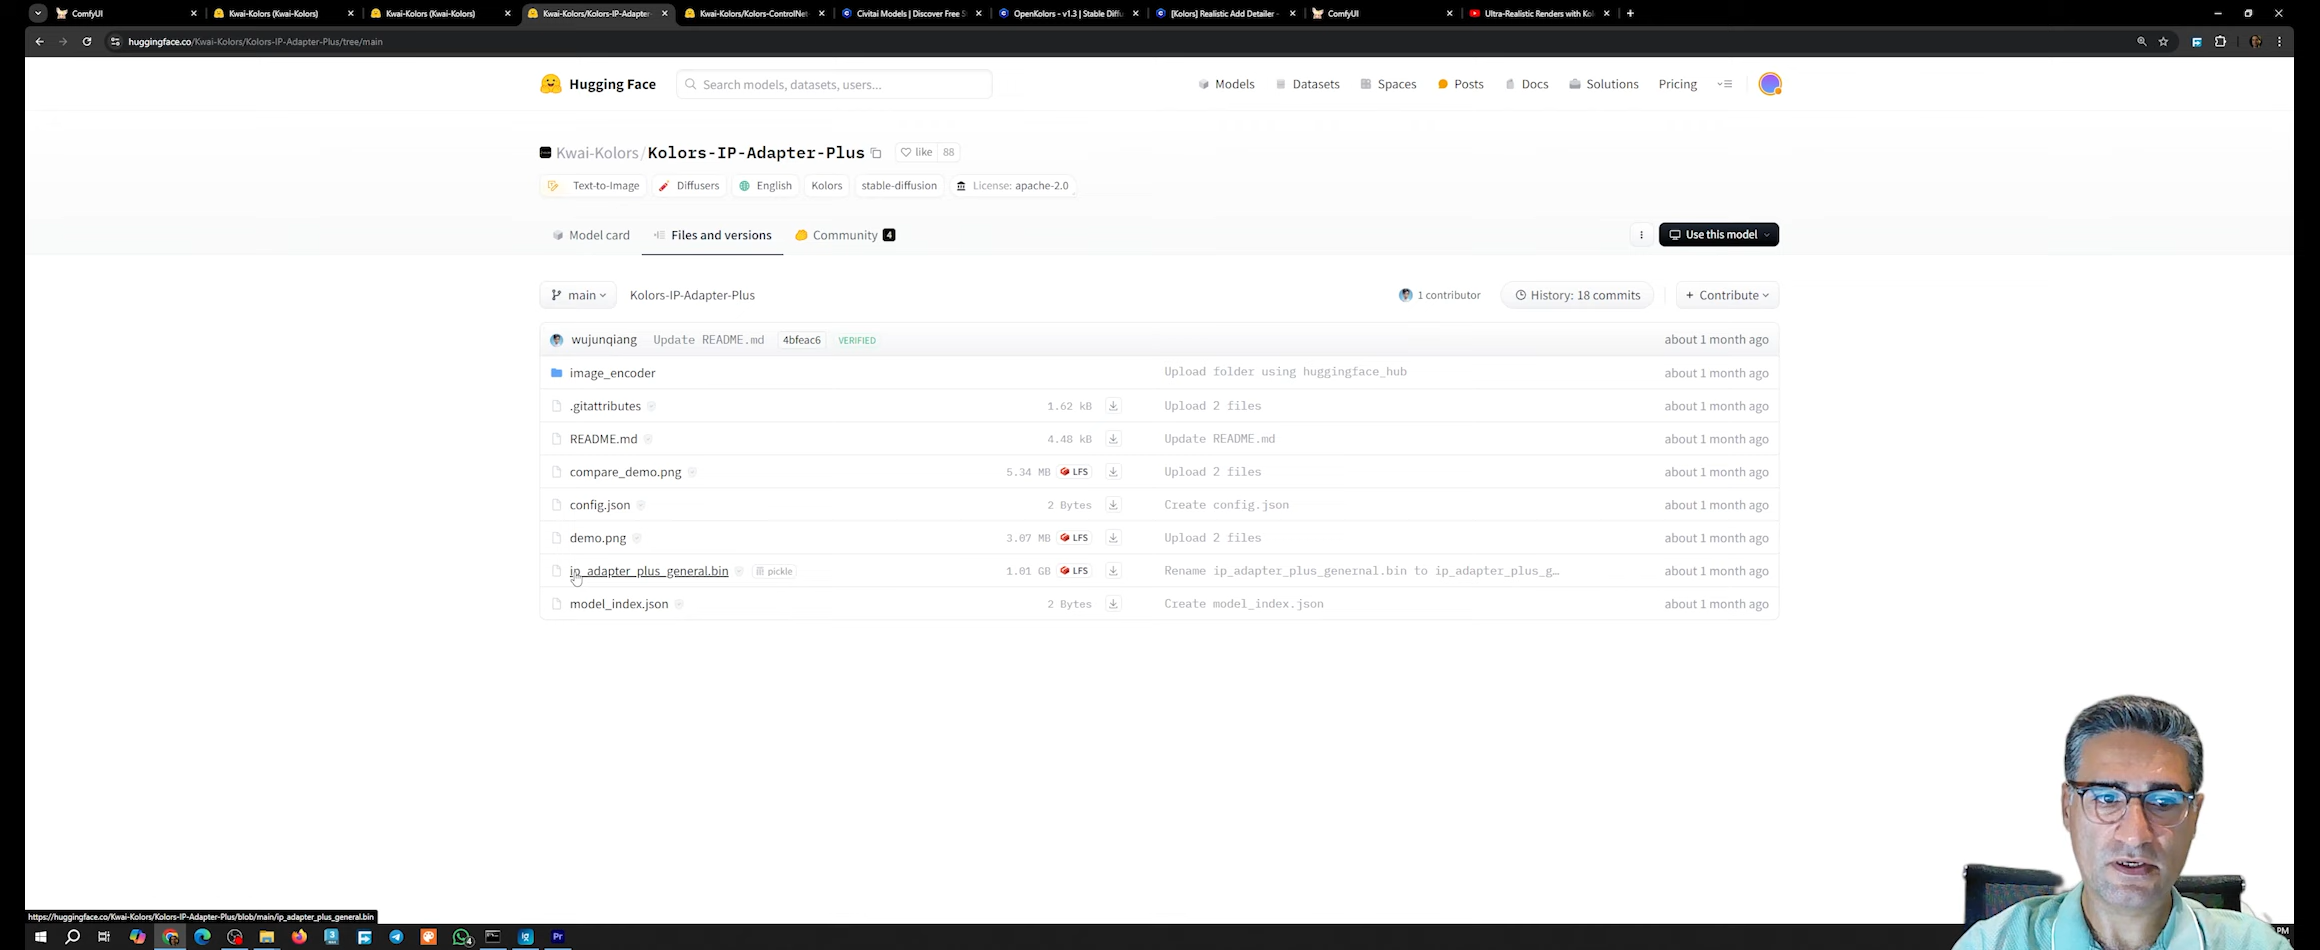 ComfyUI
Kwai-Kolors (Kwai-Kolors)
Kwai-Kolors (Kwai-Kolors)
Kwai-Kolors/Kolors-IP-Adapter-
Kwai-Kolors/Kolors-ControlNet
Civitai Models | Discover Free S
OpenKolors - v1.3 | Stable Diffu
[Kolors] Realistic Add Detailer -
ComfyUI
Ultra-Realistic Renders with Kol
huggingface.co/Kwai-Kolors/Kolors-IP-Adapter-Plus/tree/main
Hugging Face
Search models, datasets, users...
Models
Datasets
Spaces
Posts
Docs
Solutions
Pricing
Kwai-Kolors/Kolors-IP-Adapter-Plus
like 88
Text-to-Image
Diffusers
English
Kolors
stable-diffusion
License: apache-2.0
Model card
Files and versions
Community 4
Use this model
main
Kolors-IP-Adapter-Plus
1 contributor
History: 18 commits
+ Contribute
wujunqiang Update README.md 4bfeac6 VERIFIED about 1 month ago
image_encoder Upload folder using huggingface_hub about 1 month ago
.gitattributes 1.62 kB Upload 2 files about 1 month ago
README.md 4.48 kB Update README.md about 1 month ago
compare_demo.png 5.34 MB LFS Upload 2 files about 1 month ago
config.json 2 Bytes Create config.json about 1 month ago
demo.png 3.07 MB LFS Upload 2 files about 1 month ago
ip_adapter_plus_general.bin pickle 1.01 GB LFS Rename ip_adapter_plus_genernal.bin to ip_adapter_plus_g… about 1 month ago
model_index.json 2 Bytes Create model_index.json about 1 month ago
https://huggingface.co/Kwai-Kolors/Kolors-IP-Adapter-Plus/blob/main/ip_adapter_plus_general.bin
3
4
Ig
Pr
PM